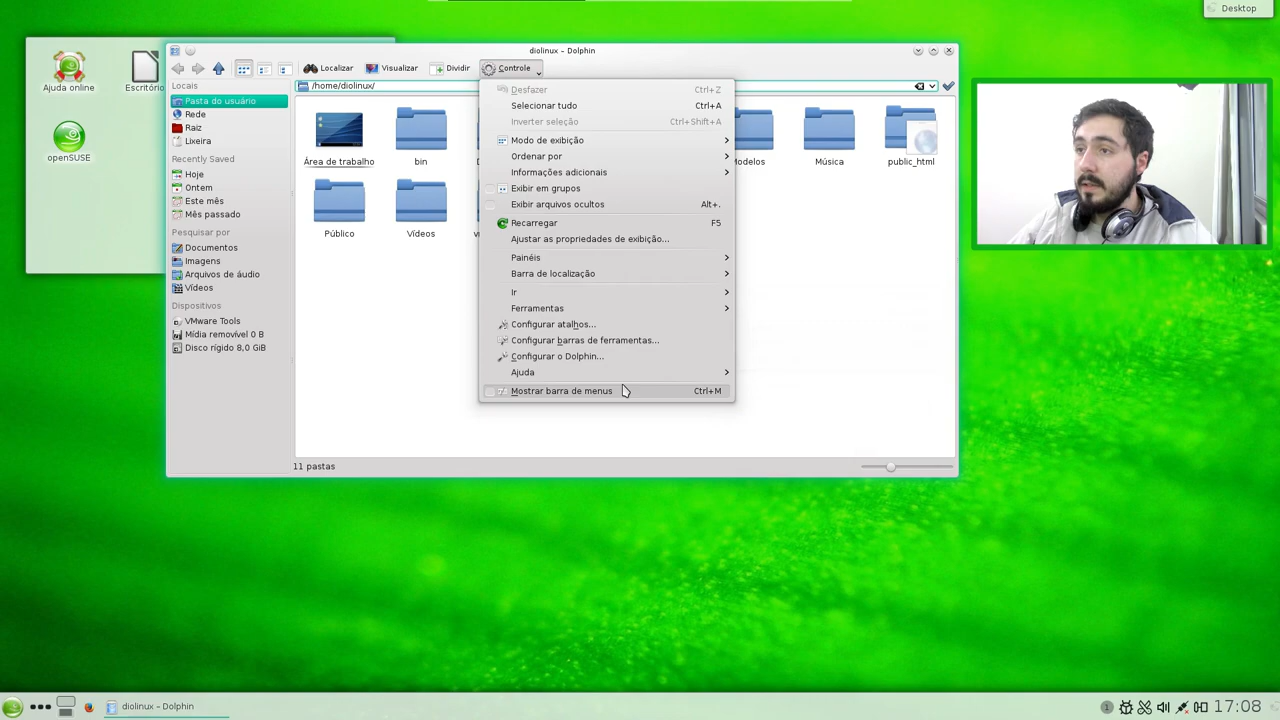 Desktop
diolinux – Dolphin
Localizar Visualizar Dividir Controle
/home/diolinux/
Ajuda online
Escritório
openSUSE
Locais
Pasta do usuário
Rede
Raiz
Lixeira
Recently Saved
Hoje
Ontem
Este mês
Mês passado
Pesquisar por
Documentos
Imagens
Arquivos de áudio
Vídeos
Dispositivos
VMware Tools
Mídia removível 0 B
Disco rígido 8,0 GiB
Área de trabalho
bin
Música
public_html
Público
Vídeos
Desfazer Ctrl+Z
Selecionar tudo Ctrl+A
Inverter seleção Ctrl+Shift+A
Modo de exibição
Ordenar por
Informações adicionais
Exibir em grupos
Exibir arquivos ocultos Alt+.
Recarregar F5
Ajustar as propriedades de exibição...
Painéis
Barra de localização
Ir
Ferramentas
Configurar atalhos...
Configurar barras de ferramentas...
Configurar o Dolphin...
Ajuda
Mostrar barra de menus Ctrl+M
11 pastas
diolinux – Dolphin
1
17:08